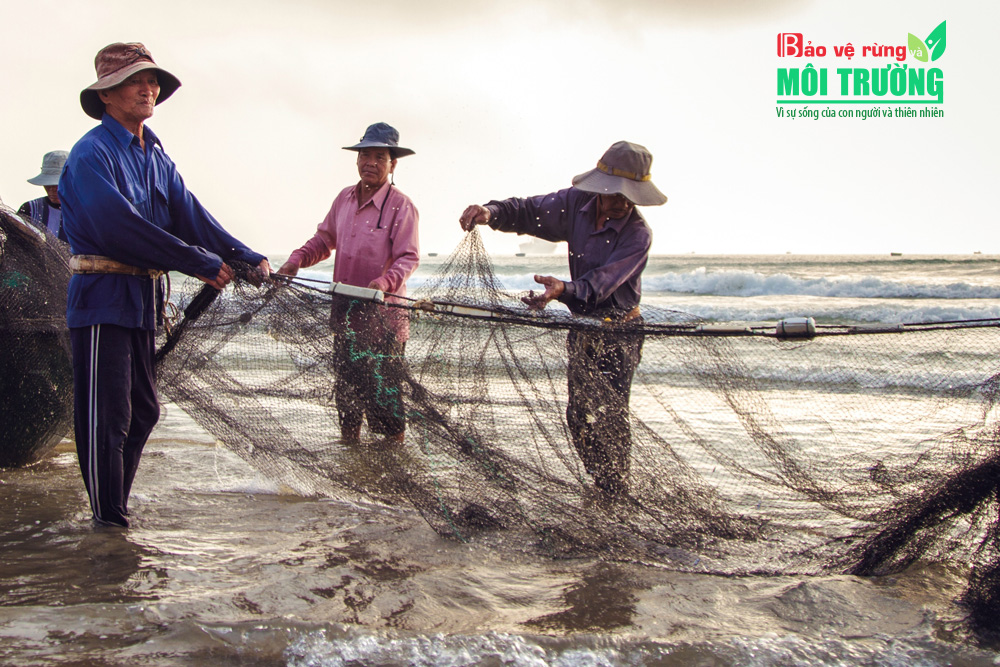 Bảo vệ rừng và
MÔI TRƯỜNG
Vì sự sống của con người và thiên nhiên